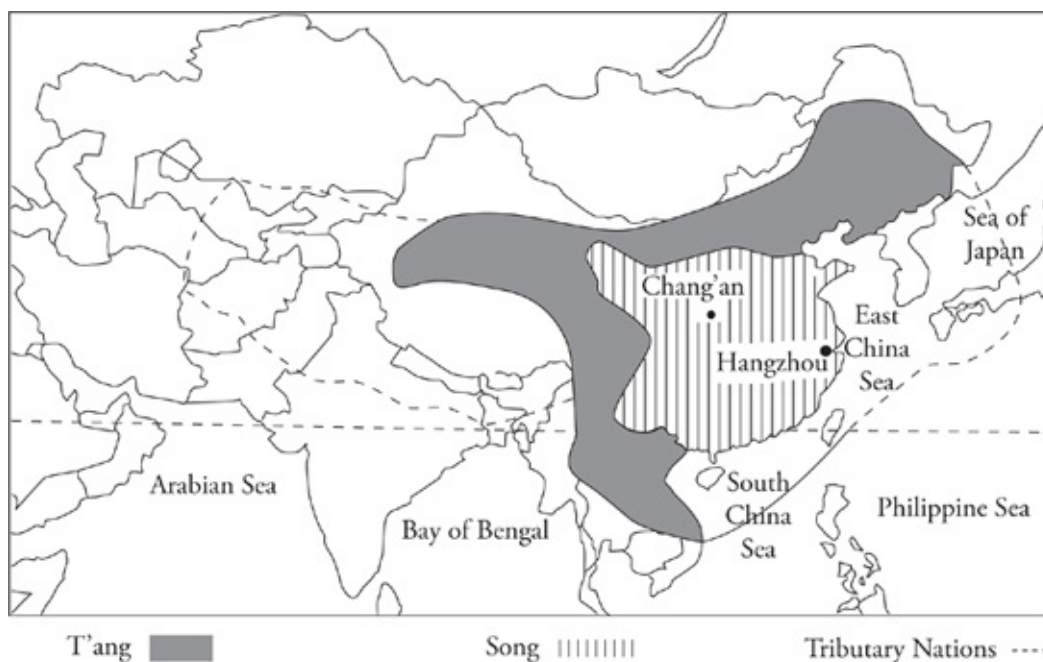 Sea of
Japan
Chang'an
East
China
Sea
Hangzhou
Arabian Sea
South
China
Sea
Philippine Sea
Bay of Bengal
T'ang
Song
Tributary Nations